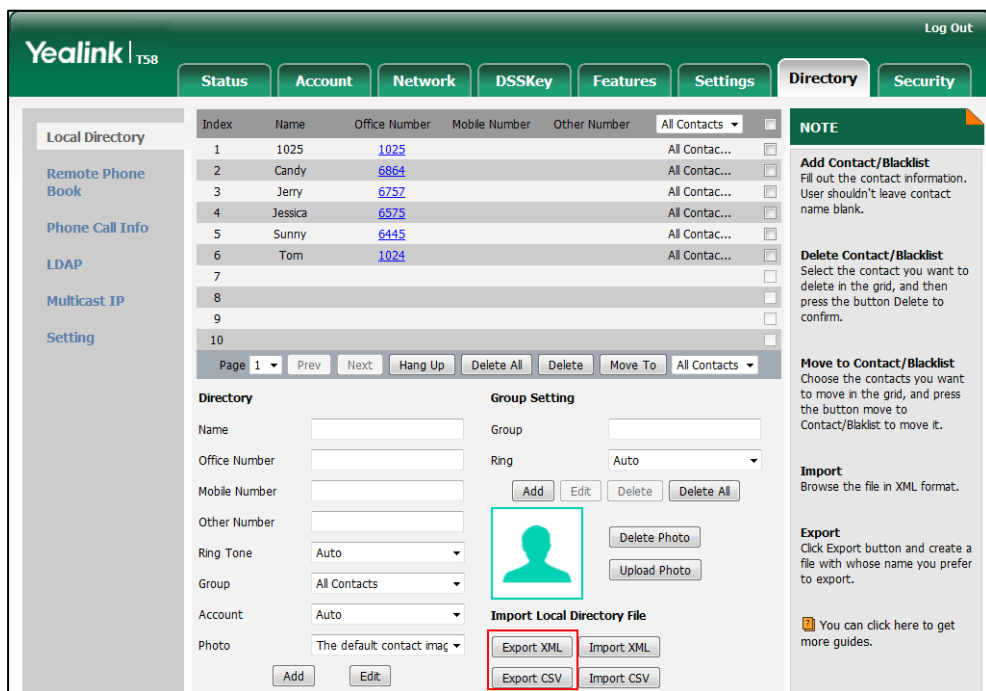 Log Out
Yealink T58
Status Account Network DSSKey Features Settings Directory Security
Local Directory
Remote Phone
Book
Phone Call Info
LDAP
Multicast IP
Setting
Index Name Office Number Mobile Number Other Number All Contacts
1 1025 1025 All Contac...
2 Candy 6864 All Contac...
3 Jerry 6757 All Contac...
4 Jessica 6575 All Contac...
5 Sunny 6445 All Contac...
6 Tom 1024 All Contac...
7
8
9
10
Page 1 Prev Next Hang Up Delete All Delete Move To All Contacts
Directory
Name
Office Number
Mobile Number
Other Number
Ring Tone Auto
Group All Contacts
Account Auto
Photo The default contact imag
Add Edit
Group Setting
Group
Ring Auto
Add Edit Delete Delete All
Delete Photo
Upload Photo
Import Local Directory File
Export XML Import XML
Export CSV Import CSV
NOTE
Add Contact/Blacklist
Fill out the contact information.
User shouldn't leave contact
name blank.
Delete Contact/Blacklist
Select the contact you want to
delete in the grid, and then
press the button Delete to
confirm.
Move to Contact/Blacklist
Choose the contacts you want
to move in the grid, and press
the button move to
Contact/Blaklist to move it.
Import
Browse the file in XML format.
Export
Click Export button and create a
file with whose name you prefer
to export.
You can click here to get
more guides.